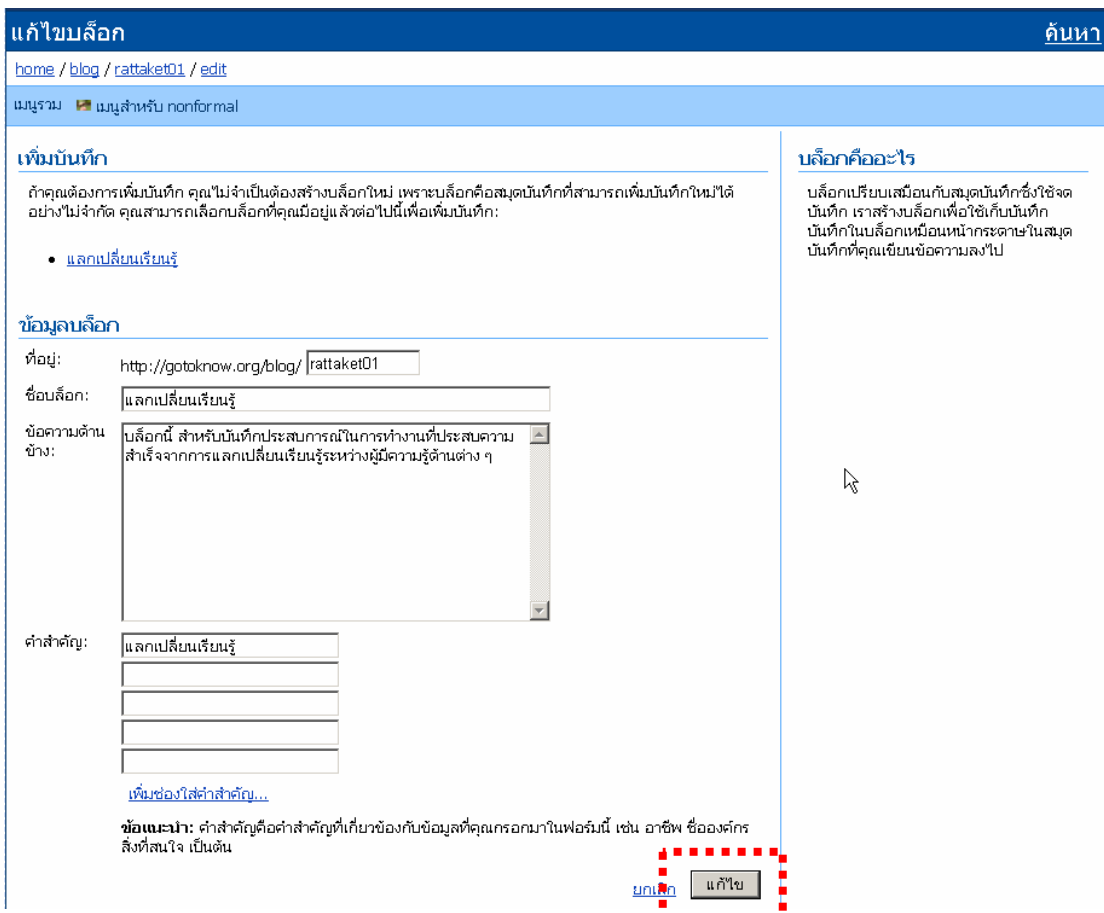 แก้ไขบล็อก
ค้นหา
home / blog / rattaket01 / edit
เมนูรวม เมนูสำหรับ nonformal
เพิ่มบันทึก
ถ้าคุณต้องการเพิ่มบันทึก คุณไม่จำเป็นต้องสร้างบล็อกใหม่ เพราะบล็อกคือสมุดบันทึกที่สามารถเพิ่มบันทึกใหม่ได้
อย่างไม่จำกัด คุณสามารถเลือกบล็อกที่คุณมีอยู่แล้วต่อไปนี้เพื่อเพิ่มบันทึก:
• แลกเปลี่ยนเรียนรู้
บล็อกคืออะไร
บล็อกเปรียบเสมือนกับสมุดบันทึกซึ่งใช้จด
บันทึก เราสร้างบล็อกเพื่อใช้เก็บบันทึก
บันทึกในบล็อกเหมือนหน้ากระดาษในสมุด
บันทึกที่คุณเขียนข้อความลงไป
ข้อมูลบล็อก
ที่อยู่: http://gotoknow.org/blog/ rattaket01
ชื่อบล็อก: แลกเปลี่ยนเรียนรู้
ข้อความด้าน
ข้าง:
บล็อกนี้ สำหรับบันทึกประสบการณ์ในการทำงานที่ประสบความ
สำเร็จจากการแลกเปลี่ยนเรียนรู้ระหว่างผู้มีความรู้ด้านต่าง ๆ
คำสำคัญ: แลกเปลี่ยนเรียนรู้
เพิ่มช่องใส่คำสำคัญ...
ข้อแนะนำ: คำสำคัญคือคำสำคัญที่เกี่ยวข้องกับข้อมูลที่คุณกรอกมาในฟอร์มนี้ เช่น อาชีพ ชื่อองค์กร
สิ่งที่สนใจ เป็นต้น
ยกเลิก แก้ไข